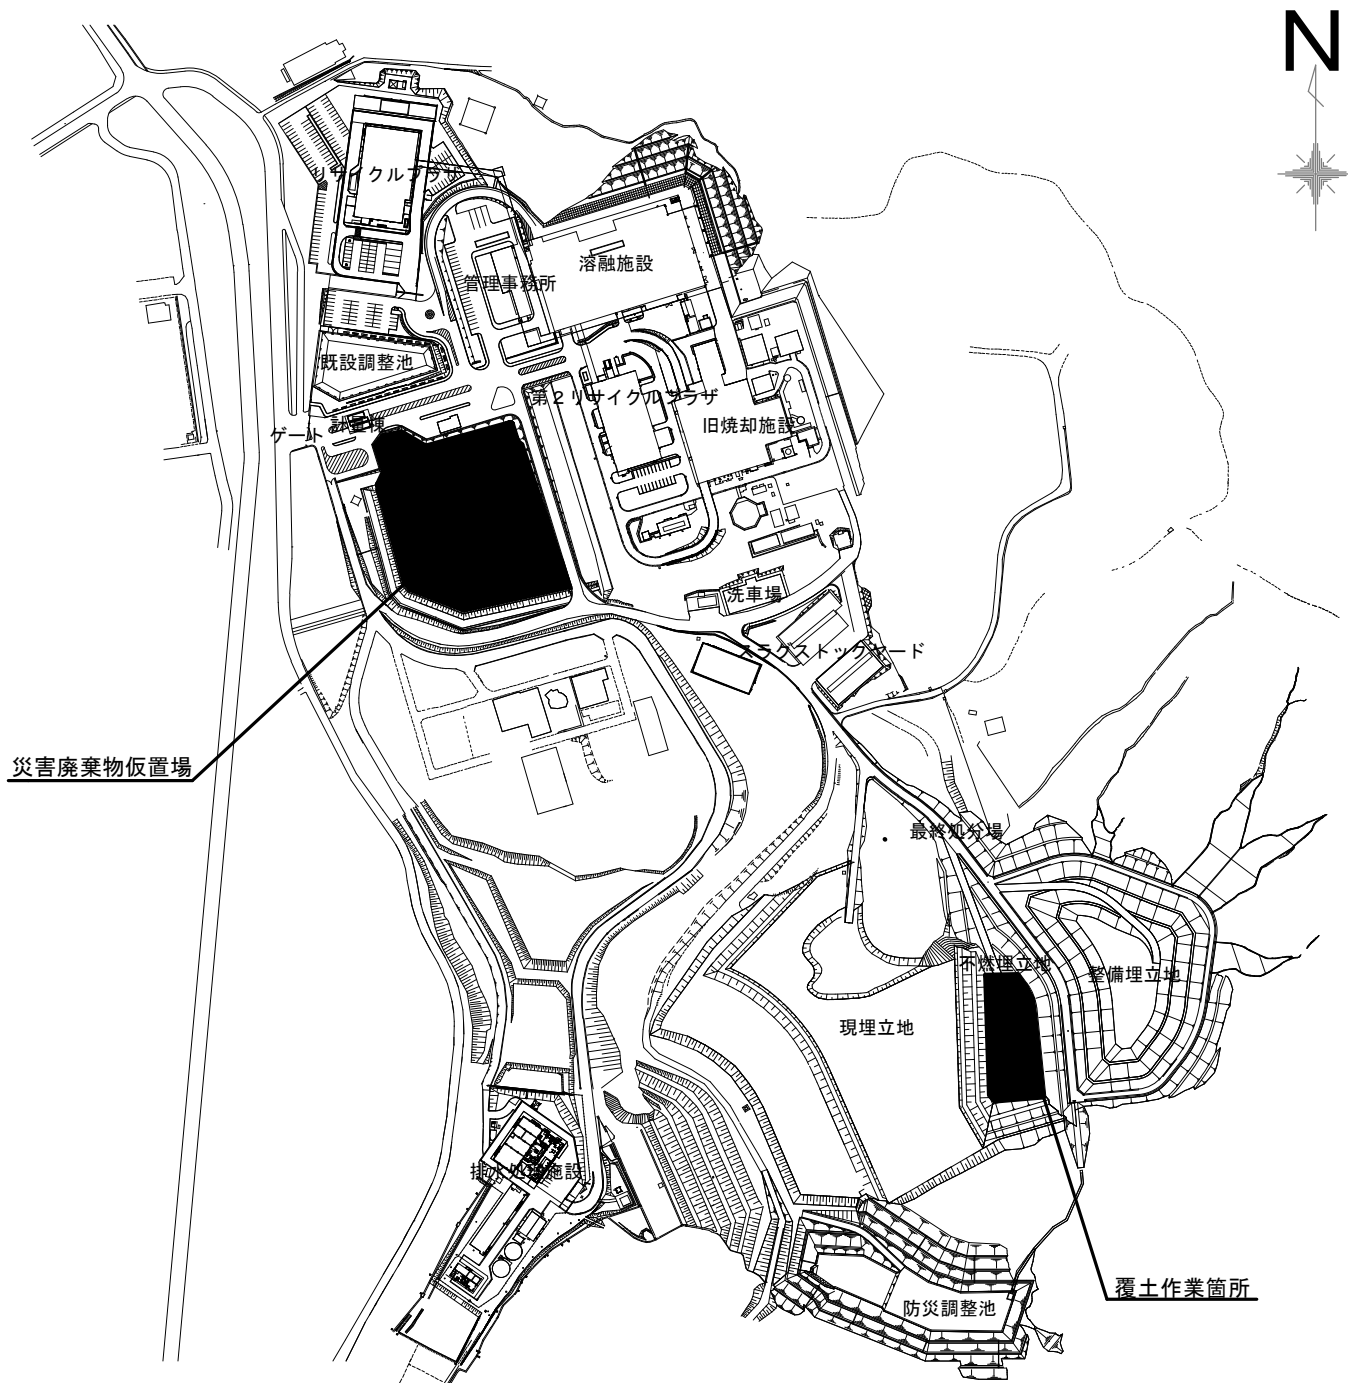 N
リサイクルプラザ
溶融施設
管理事務所
既設調整池
第2リサイクルプラザ
計量棟
ゲート
旧焼却施設
洗車場
スラグストックヤード
災害廃棄物仮置場
最終処分場
不燃埋立地
整備埋立地
現埋立地
排水処理施設
覆土作業箇所
防災調整池